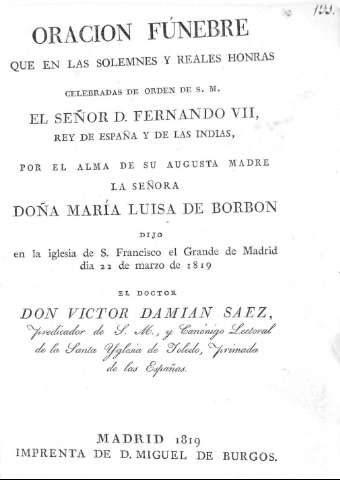 122.
ORACION FÚNEBRE
QUE EN LAS SOLEMNES Y REALES HONRAS
CELEBRADAS DE ORDEN DE S. M.
EL SEÑOR D. FERNANDO VII,
REY DE ESPAÑA Y DE LAS INDIAS,
POR EL ALMA DE SU AUGUSTA MADRE
LA SEÑORA
DOÑA MARÍA LUISA DE BORBON
DIJO
en la iglesia de S. Francisco el Grande de Madrid
dia 22 de marzo de 1819
EL DOCTOR
DON VICTOR DAMIAN SAEZ,
Predicador de S. M., y Canónigo Lectoral
de la Santa Yglesia de Toledo, Primada
de las Españas.
MADRID 1819
IMPRENTA DE D. MIGUEL DE BURGOS.